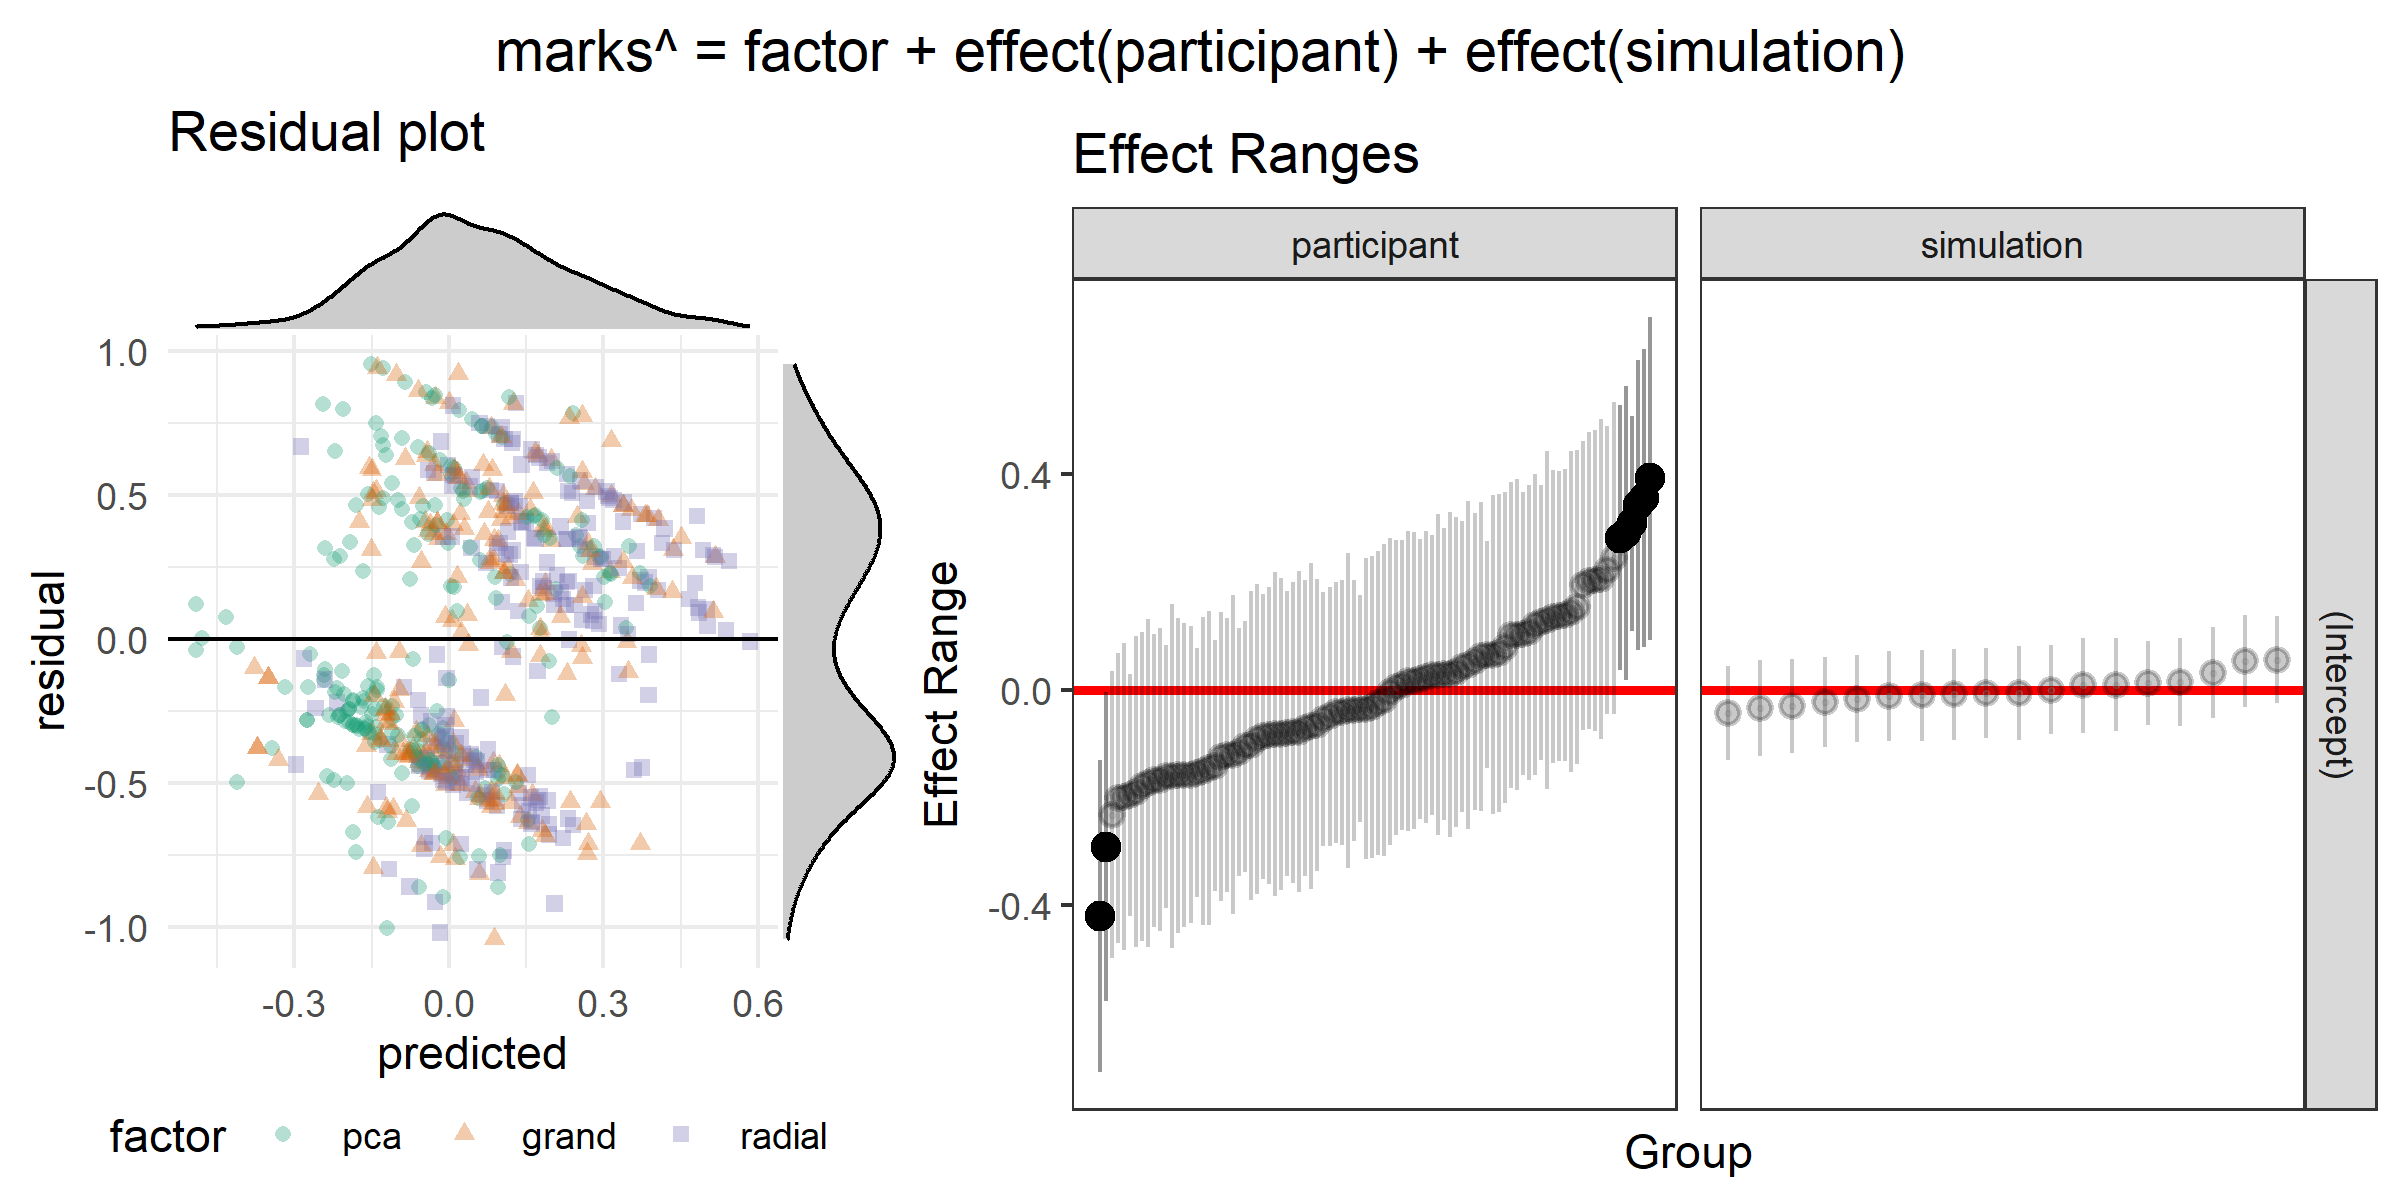 marks^ = factor + effect(participant) + effect(simulation)
Residual plot
1.0
0.5
0.0
-0.5
-1.0
residual
-0.3 0.0 0.3 0.6
predicted
factor pca grand radial
Effect Ranges
participant simulation
0.4
0.0
-0.4
Effect Range
(Intercept)
Group